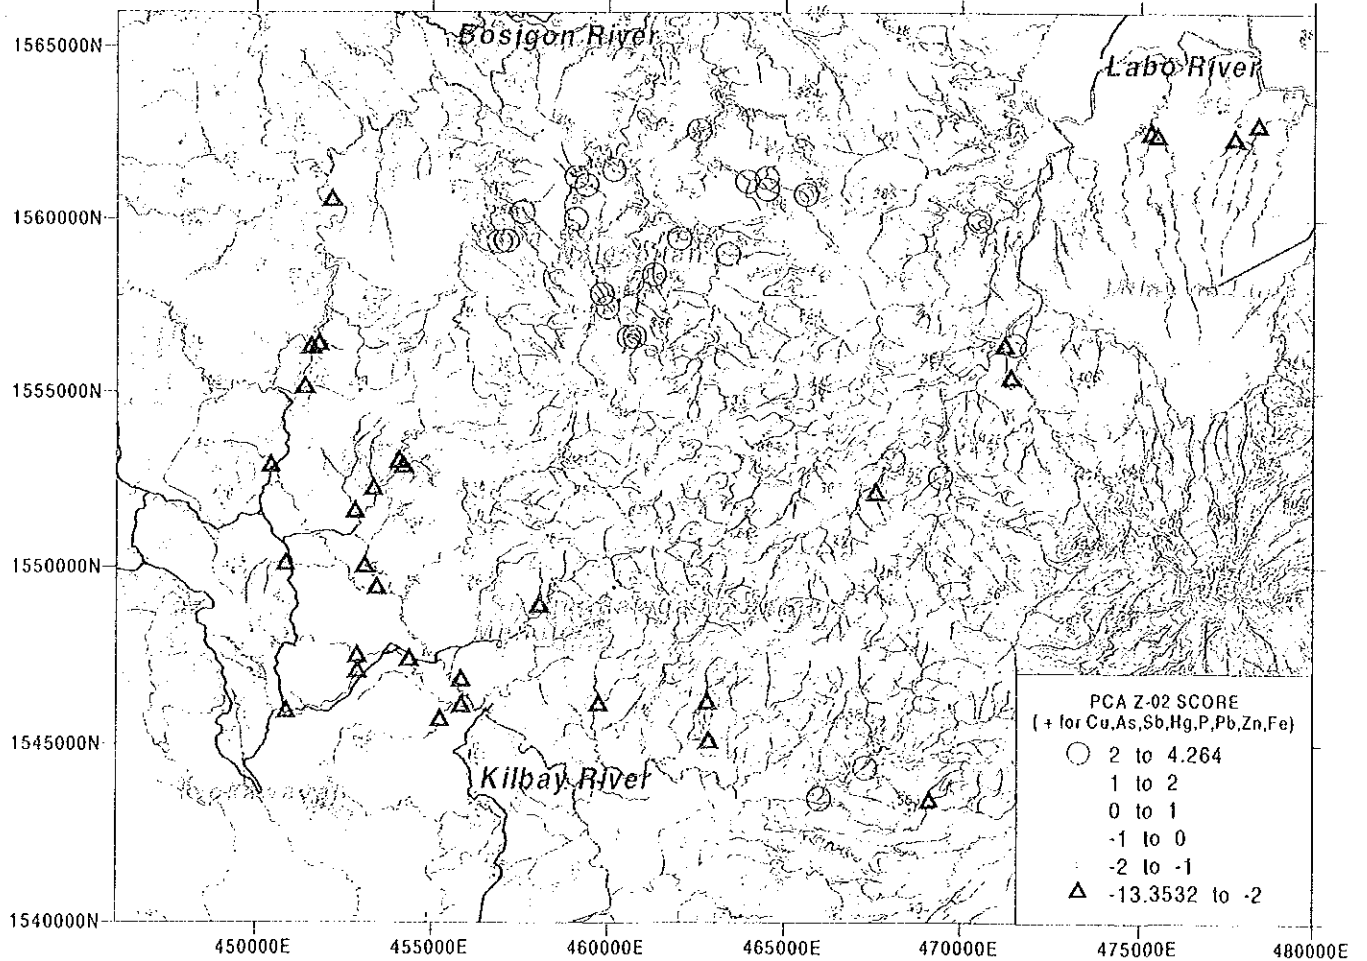 Bosigon River
1565000N
Labo River
1560000N
1555000N
1550000N
1545000N
Kilbay River
1540000N
PCA Z-02 SCORE
( + for Cu,As,Sb,Hg,P,Pb,Zn,Fe)
2 to 4.264
1 to 2
0 to 1
-1 to 0
-2 to -1
-13.3532 to -2
450000E 455000E 460000E 465000E 470000E 475000E 480000E